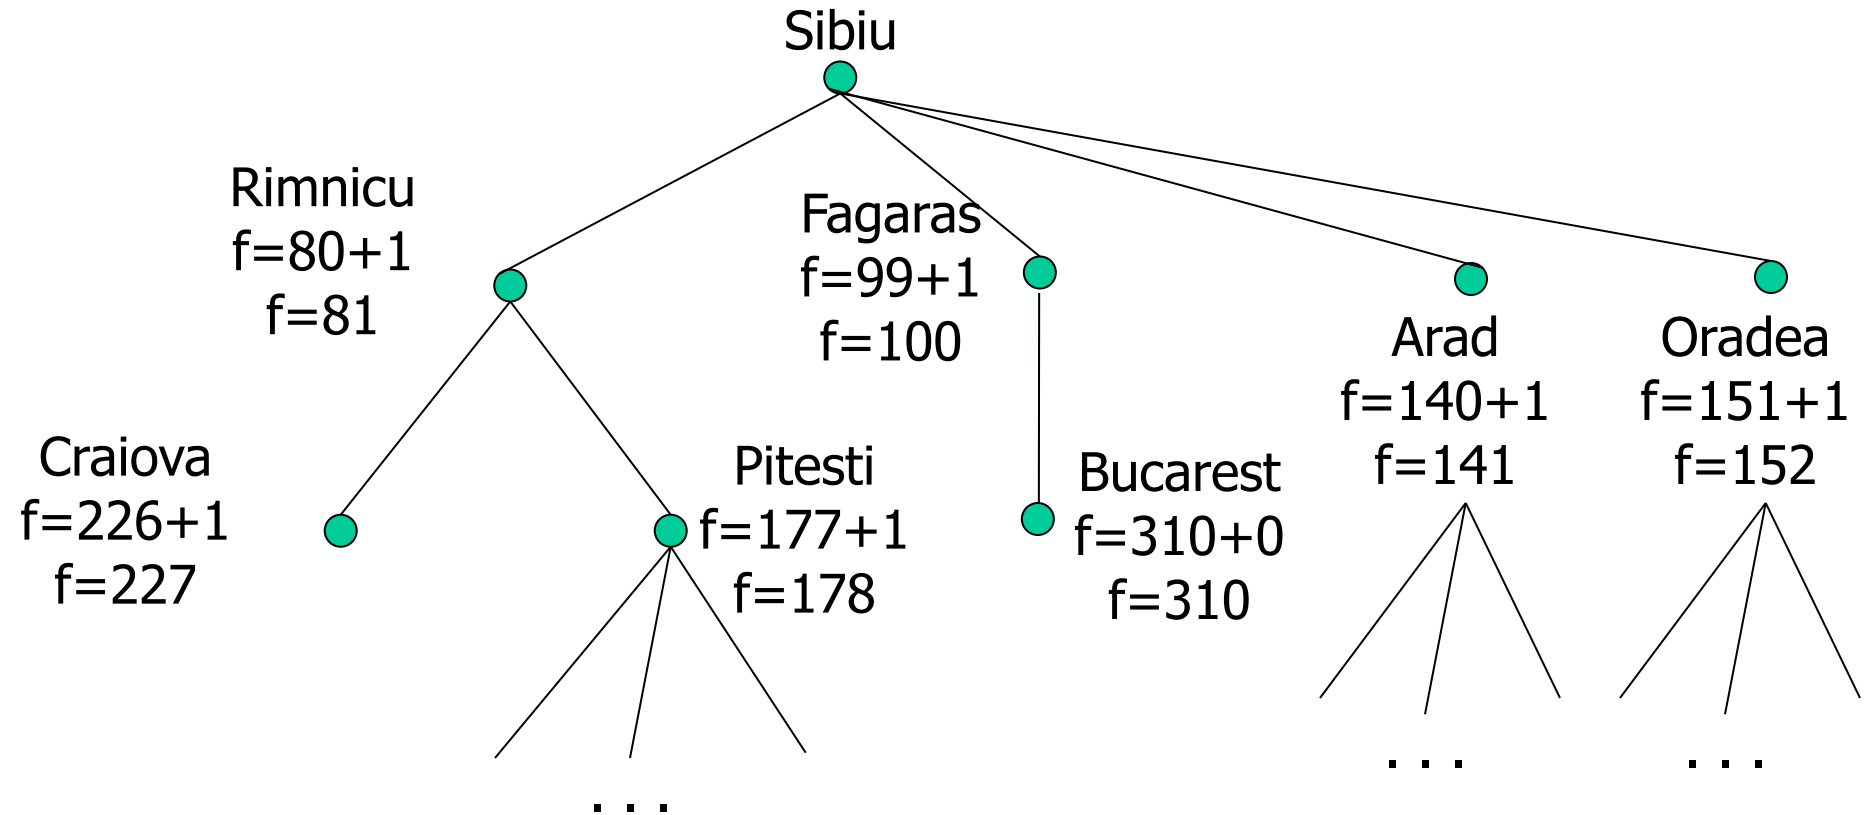 Sibiu
Rimnicu
f=80+1
f=81
Fagaras
f=99+1
f=100
Arad
f=140+1
f=141
Oradea
f=151+1
f=152
Craiova
f=226+1
f=227
Pitesti
f=177+1
f=178
Bucarest
f=310+0
f=310
. . .
. . .
. . .